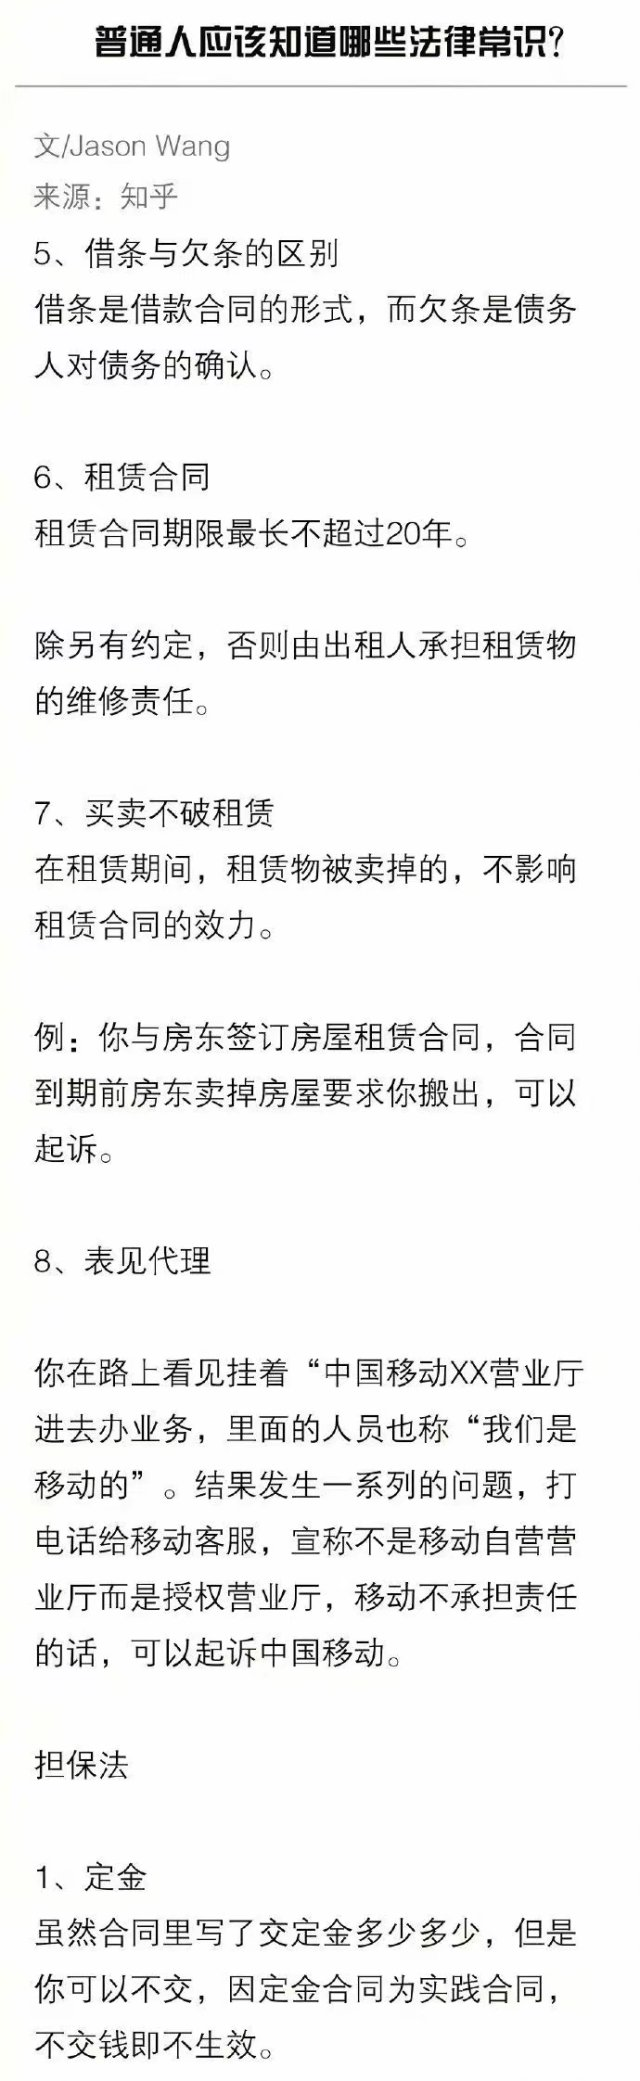 普通人应该知道哪些法律常识?
文/Jason Wang
来源：知乎
5、借条与欠条的区别
借条是借款合同的形式，而欠条是债务
人对债务的确认。
6、租赁合同
租赁合同期限最长不超过20年。
除另有约定，否则由出租人承担租赁物
的维修责任。
7、买卖不破租赁
在租赁期间，租赁物被卖掉的，不影响
租赁合同的效力。
例：你与房东签订房屋租赁合同，合同
到期前房东卖掉房屋要求你搬出，可以
起诉。
8、表见代理
你在路上看见挂着“中国移动XX营业厅
进去办业务，里面的人员也称“我们是
移动的”。结果发生一系列的问题，打
电话给移动客服，宣称不是移动自营营
业厅而是授权营业厅，移动不承担责任
的话，可以起诉中国移动。
担保法
1、定金
虽然合同里写了交定金多少多少，但是
你可以不交，因定金合同为实践合同，
不交钱即不生效。